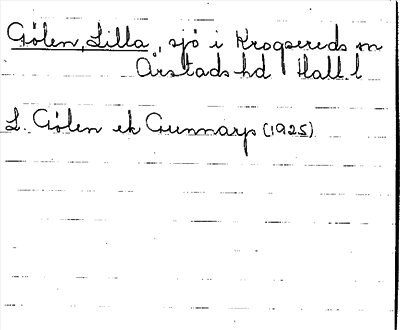 Gölen, Lilla, sjö i Krogsereds sn
Årstads hd Hall.l
L. Gölen ek Gunnarp (1925)